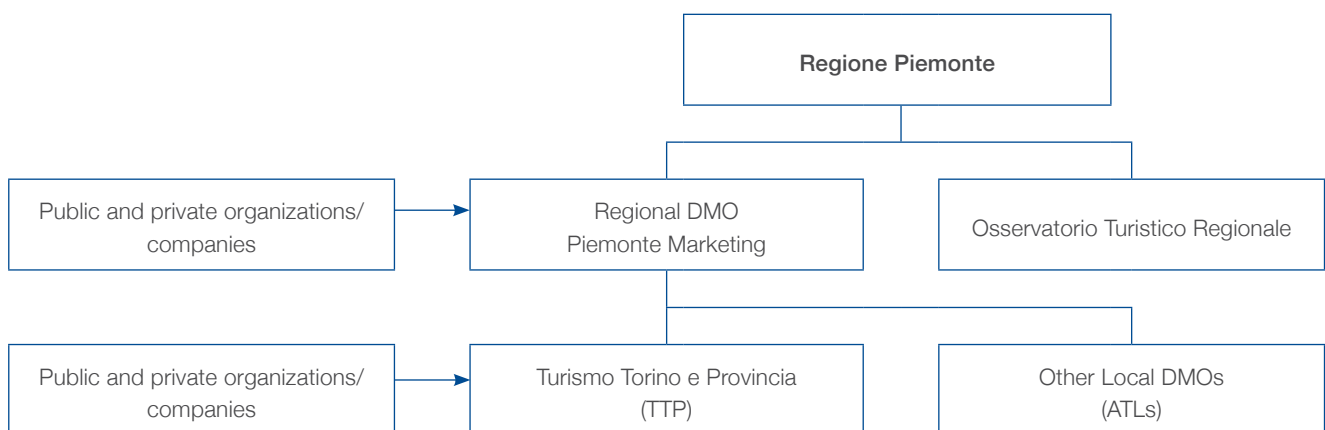 Regione Piemonte
Public and private organizations/
companies
Regional DMO
Piemonte Marketing
Osservatorio Turistico Regionale
Public and private organizations/
companies
Turismo Torino e Provincia
(TTP)
Other Local DMOs
(ATLs)